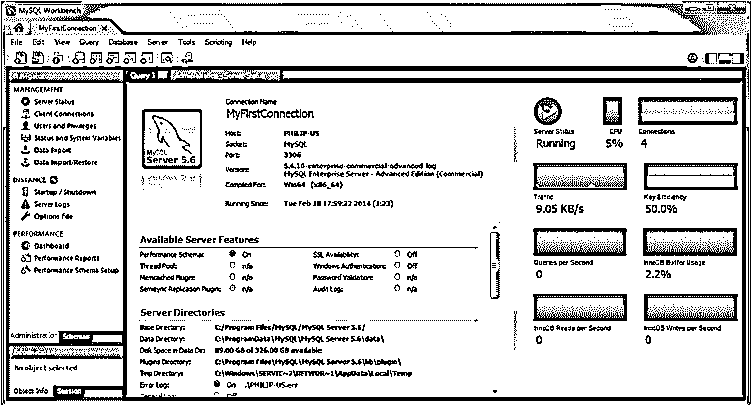 MySQL Workbench
MyFirstConnection
File Edit View Query Database Server Tools Scripting Help
Query 1
MANAGEMENT
Server Status
Client Connections
Users and Privileges
Status and System Variables
Data Export
Data Import/Restore
INSTANCE
Startup / Shutdown
Server Logs
Options File
PERFORMANCE
Dashboard
Performance Reports
Performance Schema Setup
Administration Schemas
No object selected
Object Info Session
MySQL
Server 5.6
Connection Name
MyFirstConnection
Host: PHILIP-US
Socket: MySQL
Port: 3306
Version:
MySQL Enterprise Server - Advanced Edition (Commercial)
Compiled For: Win64 (x86_64)
Running Since: Tue Feb 18 17:59:22 2014 (3:23)
Available Server Features
Performance Schema: On
Thread Pool: n/a
Memcached Plugin: n/a
Semisync Replication Plugin: n/a
SSL Availability: Off
Windows Authentication: Off
Password Validation: n/a
Audit Log: n/a
Server Directories
Base Directory: C:/Program Files/MySQL/MySQL Server 5.6/
Data Directory: C:/ProgramData\MySQL\MySQL Server 5.6\data\
Disk Space in Data Dir: 89.00 GB of 326.00 GB available
Plugins Directory: C:/Program Files\MySQL\MySQL Server 5.6\lib\plugin\
Tmp Directory: C:\Windows\SERVIC~2\NETWOR~1\AppData\Local\Temp
Error Log: On .\PHILIP-US.err
General Log: Off
Server Status
Running
CPU
5%
Connections
4
Traffic
9.05 KB/s
Key Efficiency
50.0%
Queries per Second
0
InnoDB Buffer Usage
2.2%
InnoDB Reads per Second
0
InnoDB Writes per Second
0